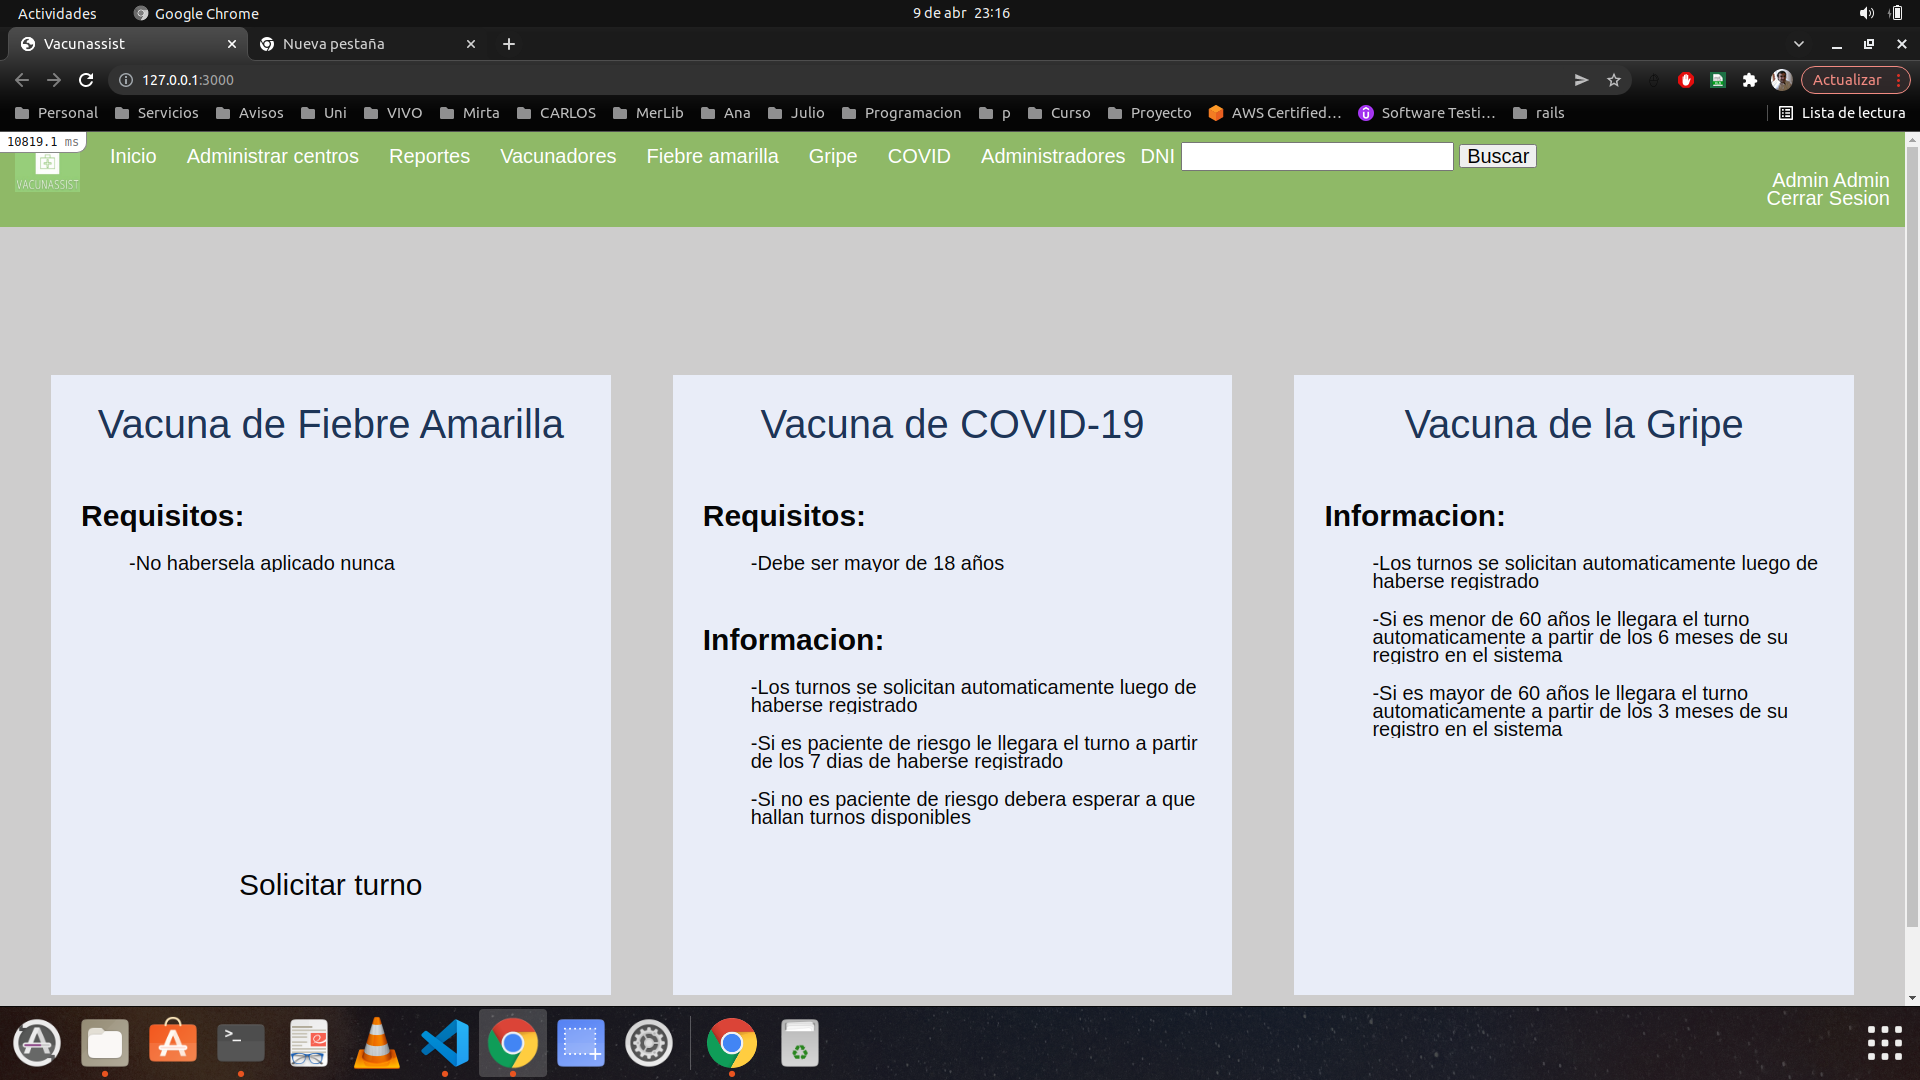 Actividades
Google Chrome
9 de abr 23:16
Vacunassist
Nueva pestaña
127.0.0.1:3000
Actualizar
Personal
Servicios
Avisos
Uni
VIVO
Mirta
CARLOS
MerLib
Ana
Julio
Programacion
p
Curso
Proyecto
AWS Certified...
Software Testi...
rails
Lista de lectura
10819.1 ms
VACUNASSIST
Inicio
Administrar centros
Reportes
Vacunadores
Fiebre amarilla
Gripe
COVID
Administradores
DNI
Buscar
Admin Admin
Cerrar Sesion
Vacuna de Fiebre Amarilla
Requisitos:
-No habersela aplicado nunca
Solicitar turno
Vacuna de COVID-19
Requisitos:
-Debe ser mayor de 18 años
Informacion:
-Los turnos se solicitan automaticamente luego de
haberse registrado
-Si es paciente de riesgo le llegara el turno a partir
de los 7 dias de haberse registrado
-Si no es paciente de riesgo debera esperar a que
hallan turnos disponibles
Vacuna de la Gripe
Informacion:
-Los turnos se solicitan automaticamente luego de
haberse registrado
-Si es menor de 60 años le llegara el turno
automaticamente a partir de los 6 meses de su
registro en el sistema
-Si es mayor de 60 años le llegara el turno
automaticamente a partir de los 3 meses de su
registro en el sistema